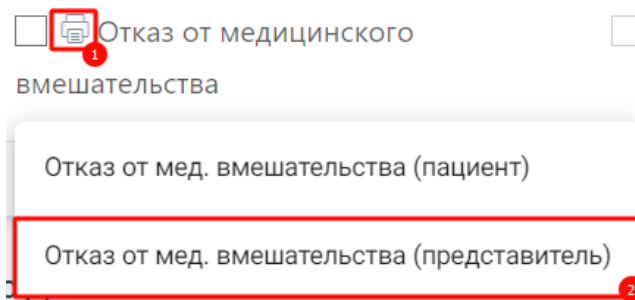 Отказ от медицинского
1
вмешательства
Отказ от мед. вмешательства (пациент)
Отказ от мед. вмешательства (представитель)
2